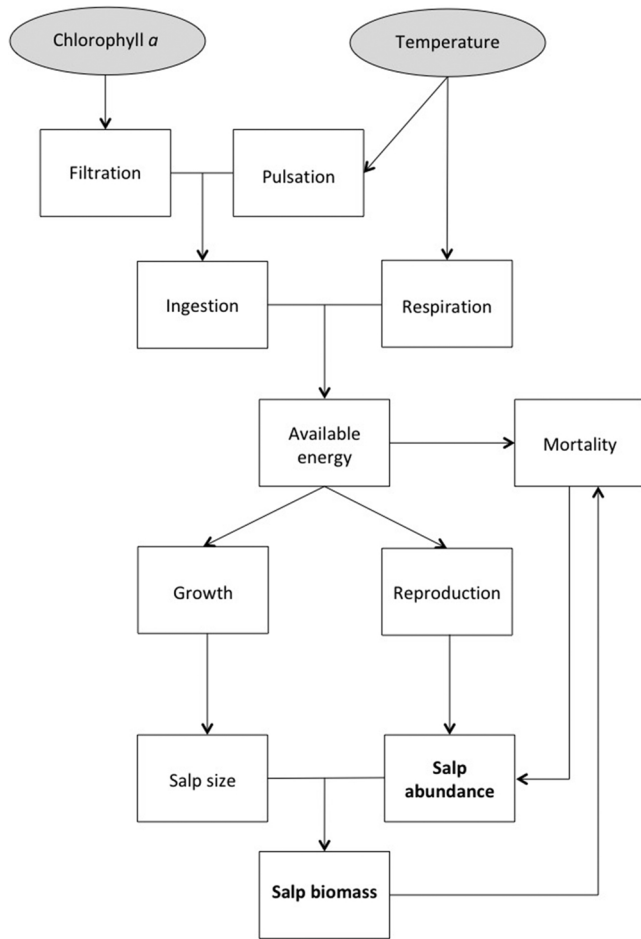 Chlorophyll a
Temperature
Filtration
Pulsation
Ingestion
Respiration
Available
energy
Mortality
Growth
Reproduction
Salp size
Salp
abundance
Salp biomass